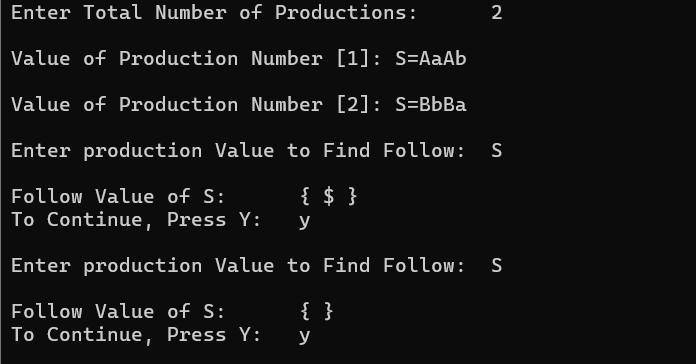 Enter Total Number of Productions: 2
Value of Production Number [1]: S=AaAb
Value of Production Number [2]: S=BbBa
Enter production Value to Find Follow: S
Follow Value of S: { $ }
To Continue, Press Y: y
Enter production Value to Find Follow: S
Follow Value of S: { }
To Continue, Press Y: y